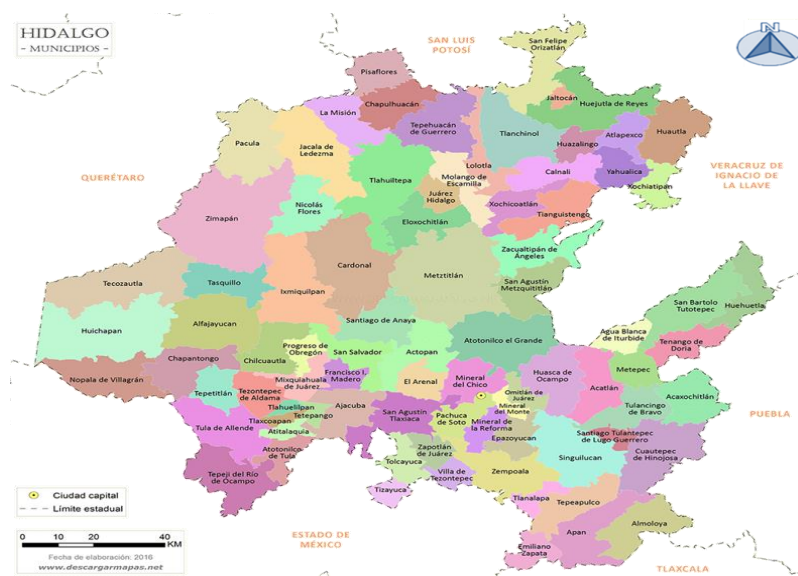 HIDALGO
- MUNICIPIOS -
SAN LUIS
POTOSÍ
San Felipe
Orizatlán
Pisaflores
Jaltocán
Huejutla de Reyes
La Misión
Chapulhuacán
Tepehuacán
de Guerrero
Tlanchinol
Atlapexco
Huautla
Huazalingo
Pacula
Jacala de
Ledezma
Lolotla
Calnali
Yahualica
VERACRUZ DE
IGNACIO DE
LA LLAVE
QUERÉTARO
Tlahuiltepa
Molango de
Escamilla
Xochiatipan
Juárez
Hidalgo
Xochicoatlán
Tianguistengo
Zimapán
Nicolás
Flores
Eloxochitlán
Zacualtipán de
Ángeles
Cardonal
Metztitlán
San Agustín
Metzquititlán
Tecozautla
Tasquillo
Ixmiquilpan
San Bartolo
Tutotepec
Huehuetla
Huichapan
Alfajayucan
Santiago de Anaya
Agua Blanca
de Iturbide
Tenango de
Doria
Chapantongo
Chilcuautla
Progreso de
Obregón
San Salvador
Actopan
Atotonilco el Grande
Metepec
Nopala de Villagrán
Mixquiahuala
de Juárez
Francisco I.
Madero
El Arenal
Mineral
del Chico
Huasca de
Ocampo
Acatlán
Acaxochitlán
Tepetitlán
Tezontepec
de Aldama
Omitlán de
Juárez
Tulancingo
de Bravo
Tlahuelilpan
Ajacuba
Mineral
del Monte
PUEBLA
Tula de Allende
Tlaxcoapan
Tepetango
San Agustín
Tlaxiaca
Pachuca
de Soto
Mineral de
la Reforma
Atitalaquia
Epazoyucan
Santiago Tulantepec
de Lugo Guerrero
Atotonilco
de Tula
Zapotlán
de Juárez
Singuilucan
Cuautepec
de Hinojosa
Tepeji del Río
de Ocampo
Tolcayuca
Villa de
Tezontepec
Zempoala
Tizayuca
Tlanalapa
Tepeapulco
Ciudad capital
Límite estadual
Almoloya
Apan
ESTADO DE
MÉXICO
Emiliano
Zapata
0 10 20 40
KM
Fecha de elaboración: 2016
www.descargarmapas.net
TLAXCALA